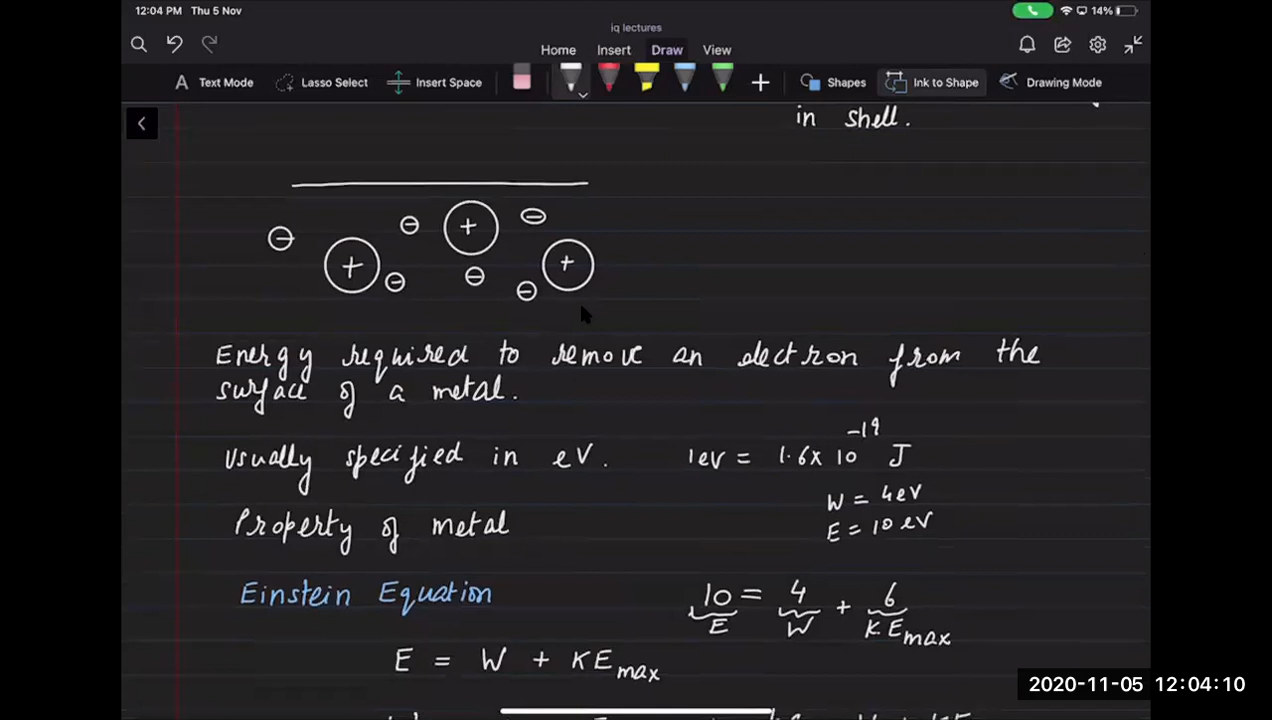 12:04 PM Thu 5 Nov
14%
iq lectures
Home Insert Draw View
Text Mode
Lasso Select
Insert Space
Shapes
Ink to Shape
Drawing Mode
in shell.
Energy required to remove an electron from the
surface of a metal.
Usually specified in eV. 1eV = 1.6x 10⁻¹⁹ J
W = 4eV
E = 10 eV
Property of metal
Einstein Equation
10 = 4 + 6
E W KEmax
E = W + KEmax
2020-11-05 12:04:10